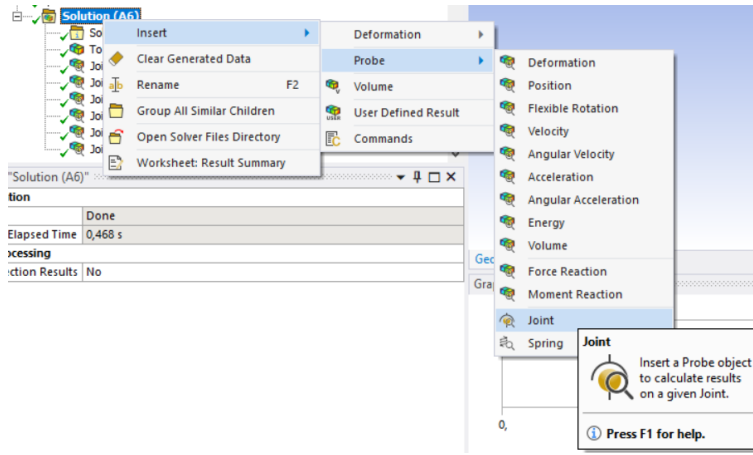 Solution (A6)
So
To
Joi
Joi
Joi
Joi
Joi
Joi
Insert
Clear Generated Data
Rename F2
Group All Similar Children
Open Solver Files Directory
Worksheet: Result Summary
Deformation
Probe
Volume
User Defined Result
Commands
Deformation
Position
Flexible Rotation
Velocity
Angular Velocity
Acceleration
Angular Acceleration
Energy
Volume
Force Reaction
Moment Reaction
Joint
Spring
"Solution (A6)"
tion
Done
Elapsed Time 0,468 s
ocessing
ection Results No
Geo
Gra
0,
Joint
Insert a Probe object
to calculate results
on a given Joint.
Press F1 for help.